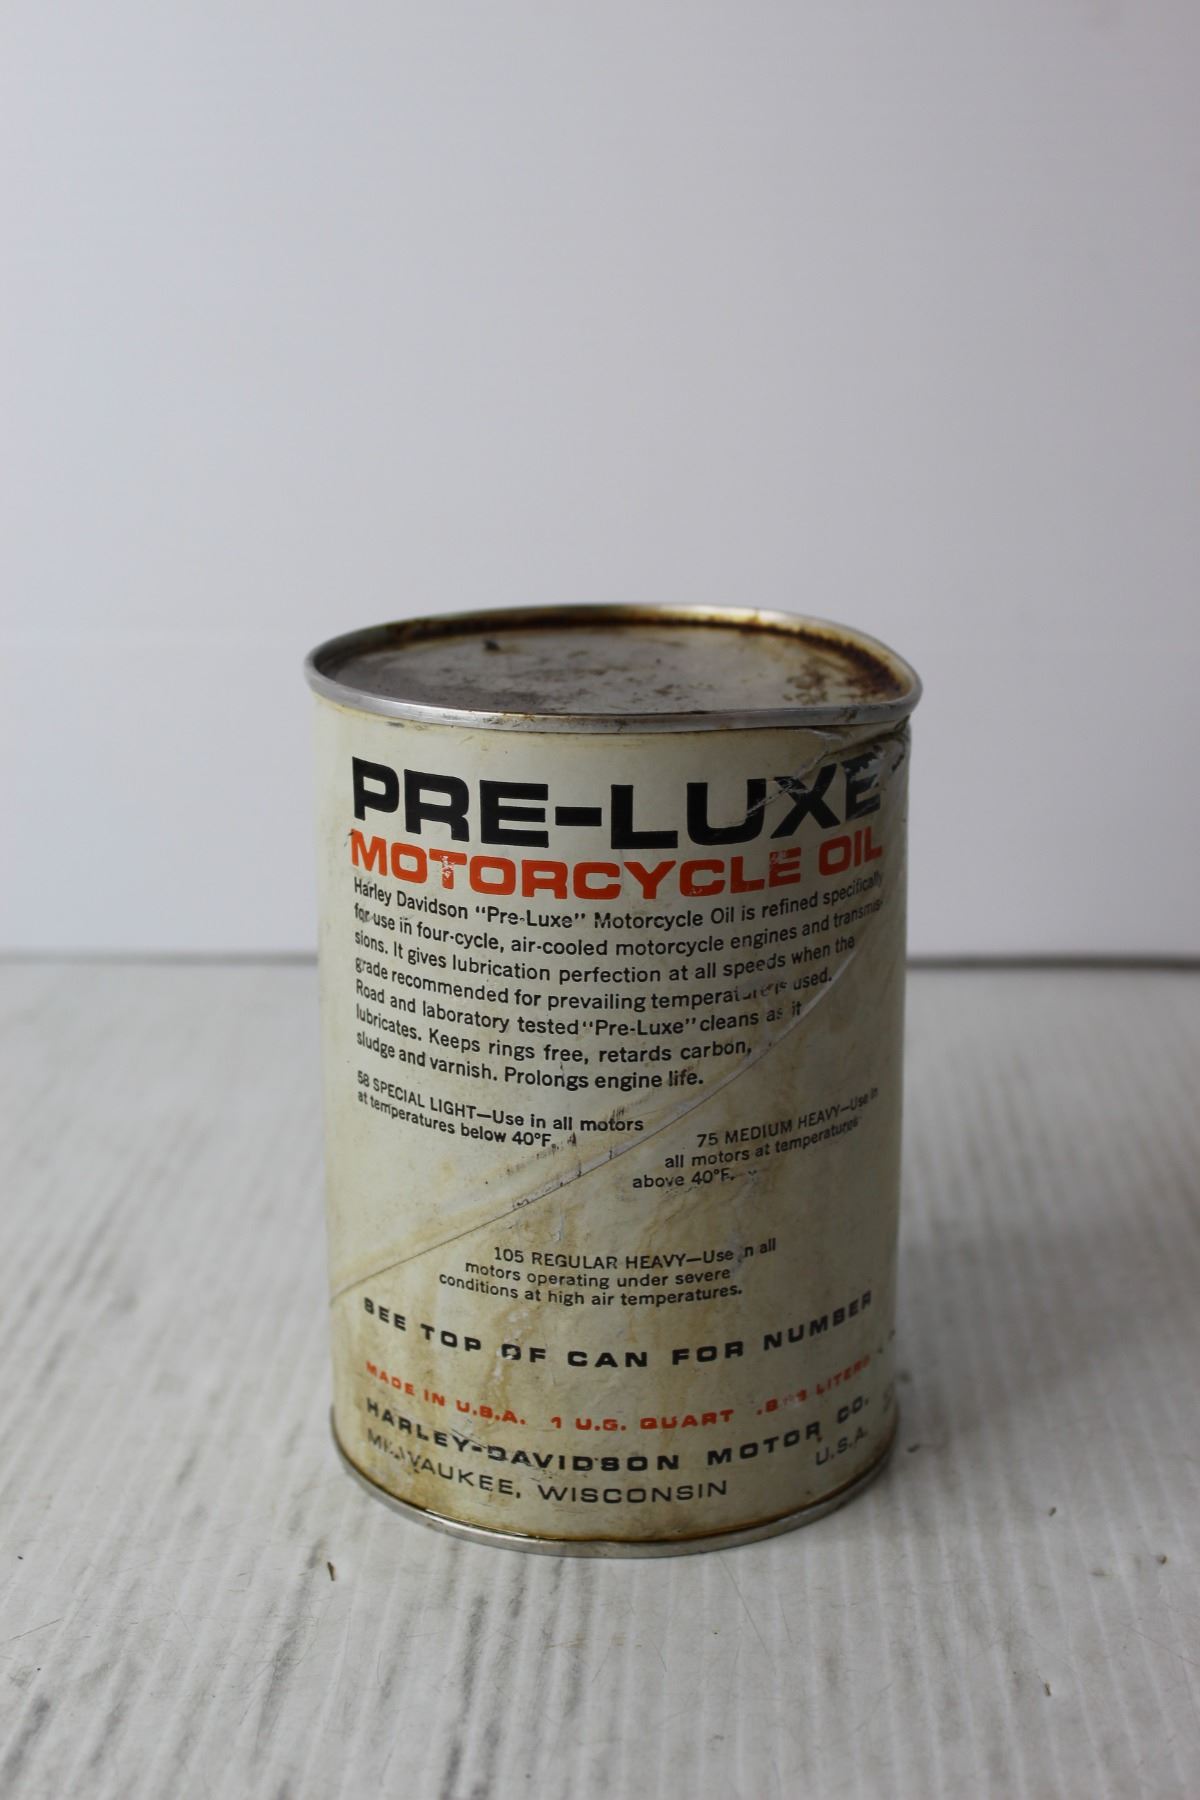 PRE-LUXE
MOTORCYCLE OIL
Harley Davidson "Pre-Luxe" Motorcycle Oil is refined specifically
for use in four-cycle, air-cooled motorcycle engines and transmis-
sions. It gives lubrication perfection at all speeds when the
grade recommended for prevailing temperatures is used.
Road and laboratory tested "Pre-Luxe" cleans as it
lubricates. Keeps rings free, retards carbon,
sludge and varnish. Prolongs engine life.
58 SPECIAL LIGHT—Use in all motors
at temperatures below 40°F.
75 MEDIUM HEAVY—Use in
all motors at temperatures
above 40°F.
105 REGULAR HEAVY—Use in all
motors operating under severe
conditions at high air temperatures.
SEE TOP OF CAN FOR NUMBER
MADE IN U.S.A. 1 U.S. QUART LITERS
HARLEY-DAVIDSON MOTOR CO.
MILWAUKEE, WISCONSIN U.S.A.